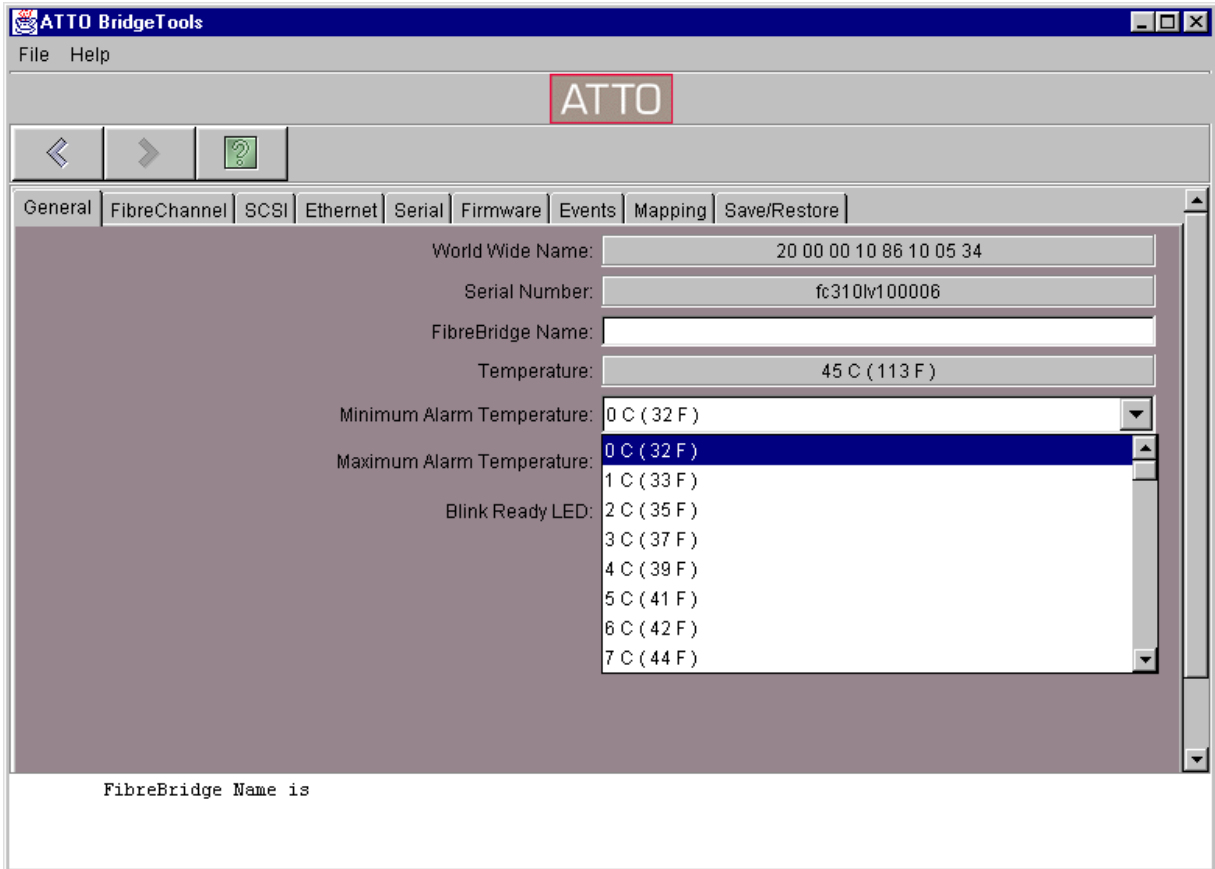 ATTO BridgeTools
File Help
ATTO
General FibreChannel SCSI Ethernet Serial Firmware Events Mapping Save/Restore
World Wide Name: 20 00 00 10 86 10 05 34
Serial Number: fc310lv100006
FibreBridge Name:
Temperature: 45 C ( 113 F )
Minimum Alarm Temperature: 0 C ( 32 F )
0 C ( 32 F )
Maximum Alarm Temperature:
1 C ( 33 F )
Blink Ready LED: 2 C ( 35 F )
3 C ( 37 F )
4 C ( 39 F )
5 C ( 41 F )
6 C ( 42 F )
7 C ( 44 F )
FibreBridge Name is